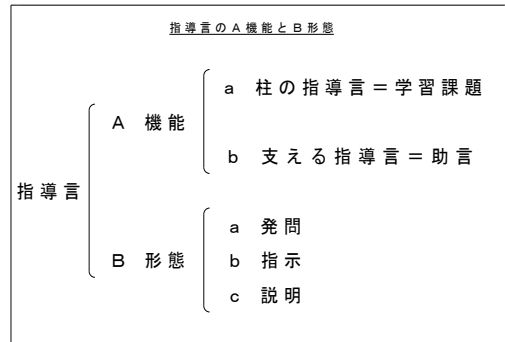 指導言のA機能とB形態
a 柱の指導言=学習課題
A 機能
b 支える指導言=助言
指導言
a 発問
B 形態
b 指示
c 説明